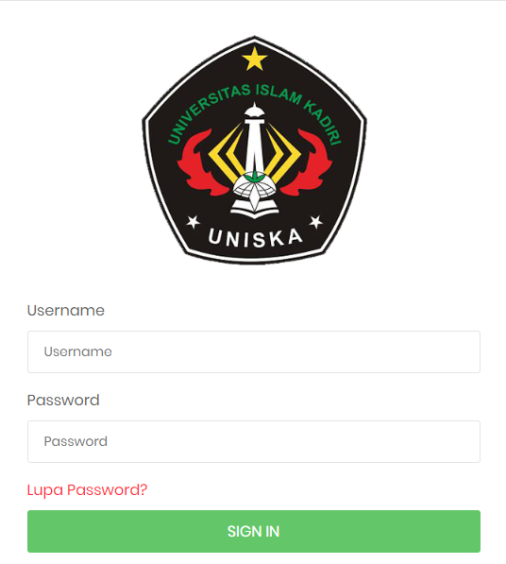 UNIVERSITAS ISLAM KADIRI
UNISKA
Username
Username
Password
Password
Lupa Password?
SIGN IN